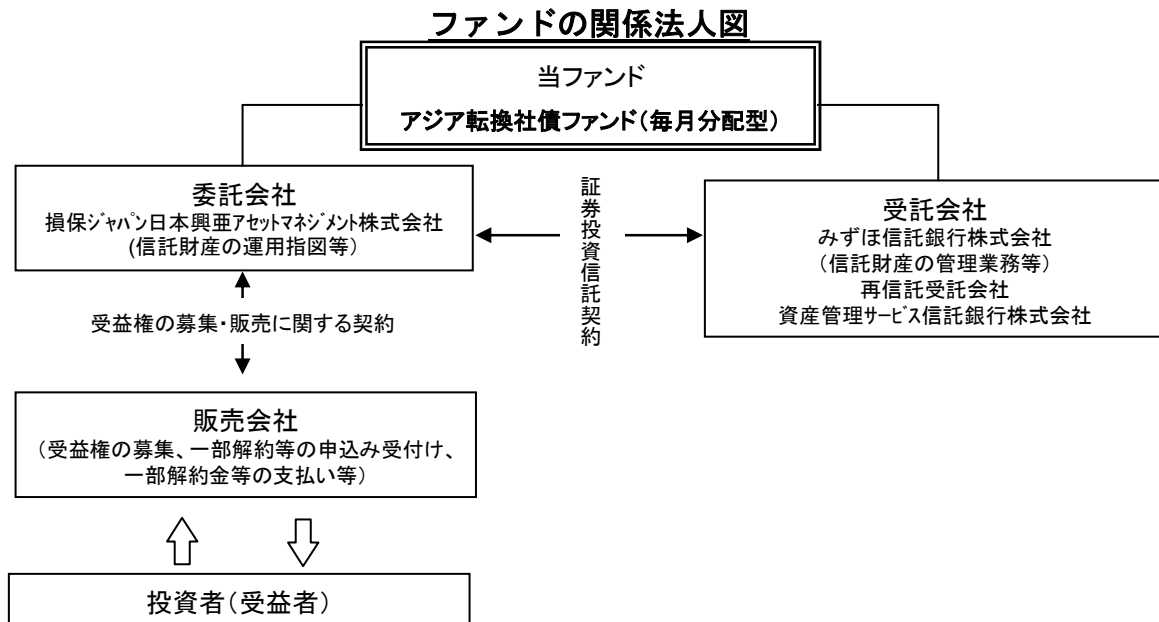 ファンドの関係法人図
当ファンド
アジア転換社債ファンド(毎月分配型)
委託会社
損保ジャパン日本興亜アセットマネジメント株式会社
(信託財産の運用指図等)
証券投資信託契約
受託会社
みずほ信託銀行株式会社
(信託財産の管理業務等)
再信託受託会社
資産管理サービス信託銀行株式会社
受益権の募集・販売に関する契約
販売会社
(受益権の募集、一部解約等の申込み受付け、
一部解約金等の支払い等)
投資者(受益者)